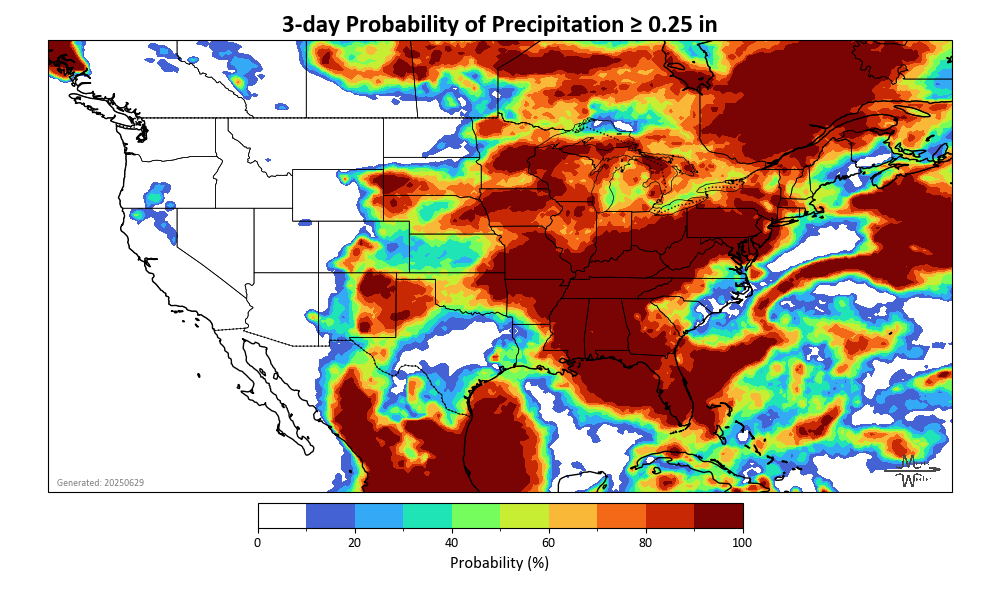 3-day Probability of Precipitation ≥ 0.25 in
Generated: 20250629
0 20 40 60 80 100
Probability (%)